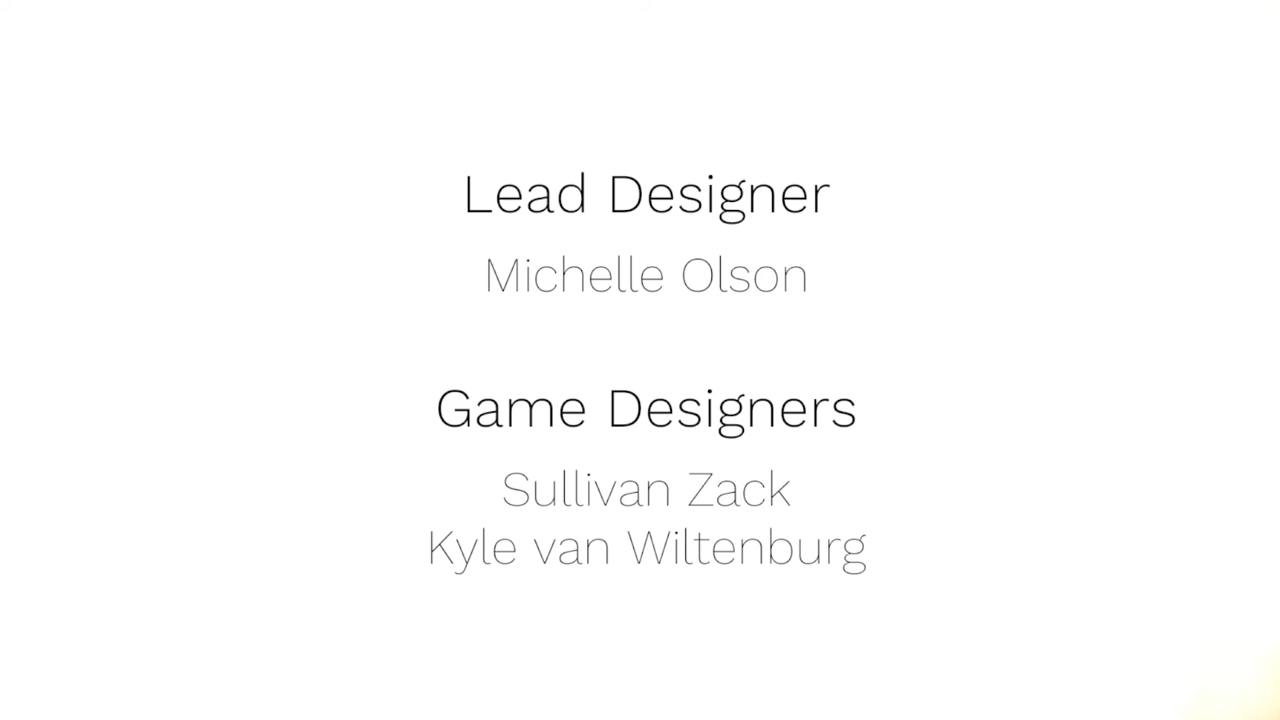 Lead Designer
Michelle Olson
Game Designers
Sullivan Zack
Kyle van Wiltenburg